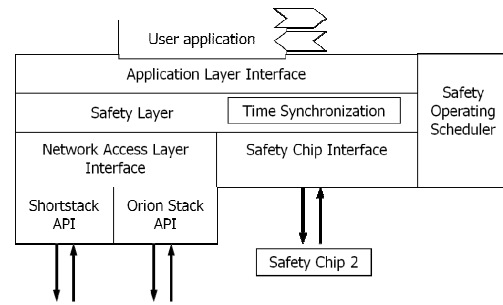 User application
Application Layer Interface
Safety
Operating
Scheduler
Safety Layer
Time Synchronization
Network Access Layer
Interface
Safety Chip Interface
Shortstack
API
Orion Stack
API
Safety Chip 2